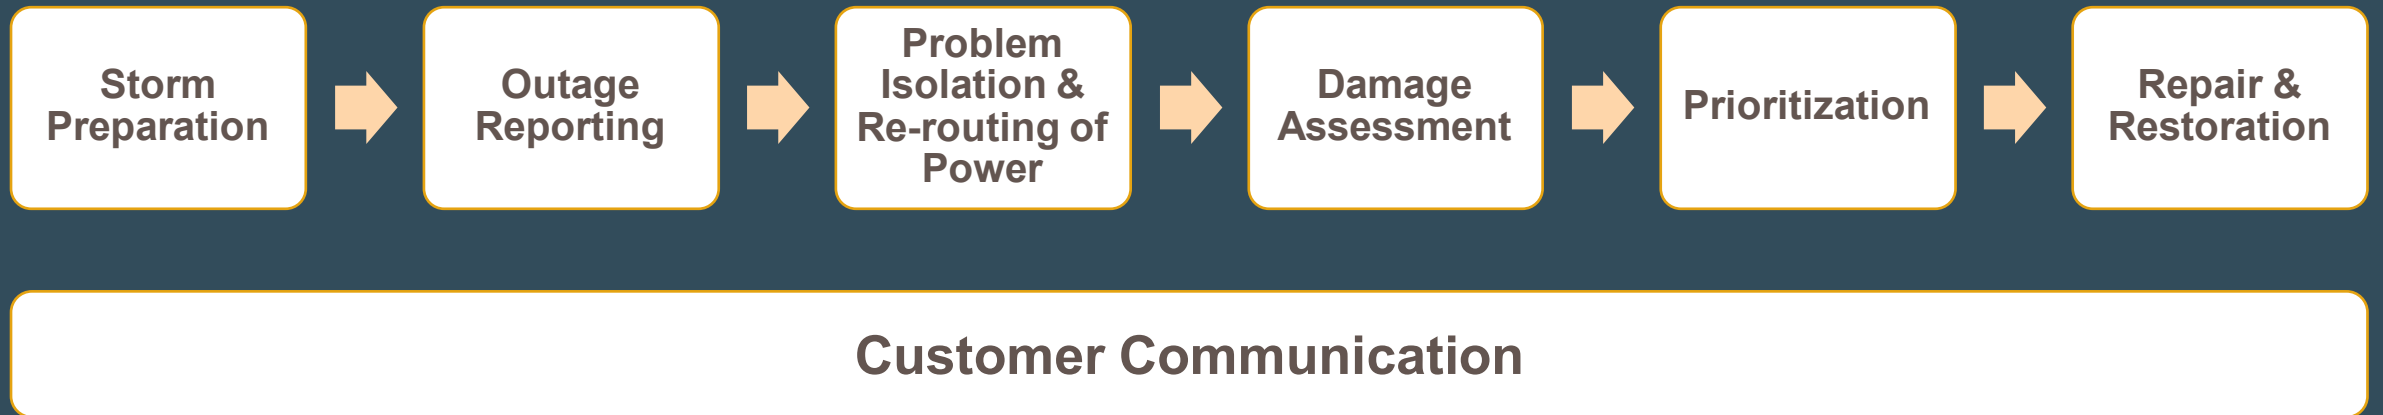 Storm
Preparation
Outage
Reporting
Problem
Isolation &
Re-routing of
Power
Damage
Assessment
Prioritization
Repair &
Restoration
Customer Communication